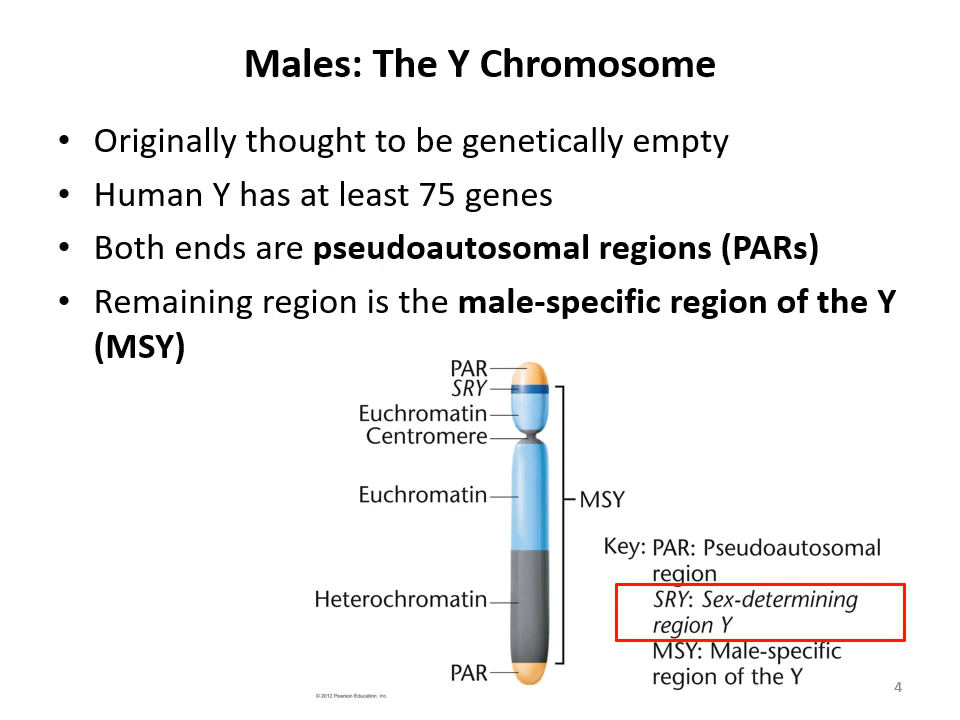 Males: The Y Chromosome
• Originally thought to be genetically empty
• Human Y has at least 75 genes
• Both ends are pseudoautosomal regions (PARs)
• Remaining region is the male-specific region of the Y
(MSY)
PAR
SRY
Euchromatin
Centromere
Euchromatin
MSY
Heterochromatin
PAR
Key: PAR: Pseudoautosomal
region
SRY: Sex-determining
region Y
MSY: Male-specific
region of the Y
© 2012 Pearson Education, Inc.
4